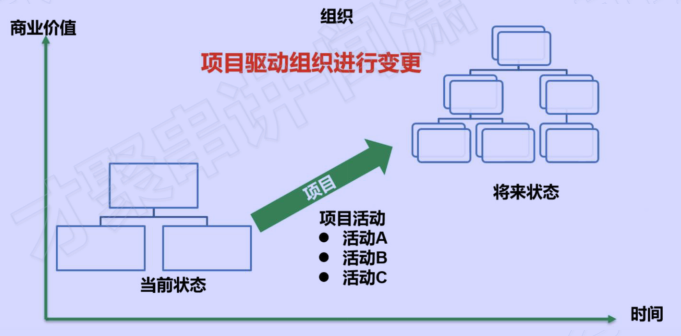 组织
商业价值
项目驱动组织进行变更
项目
将来状态
项目活动
● 活动A
● 活动B
● 活动C
当前状态
时间